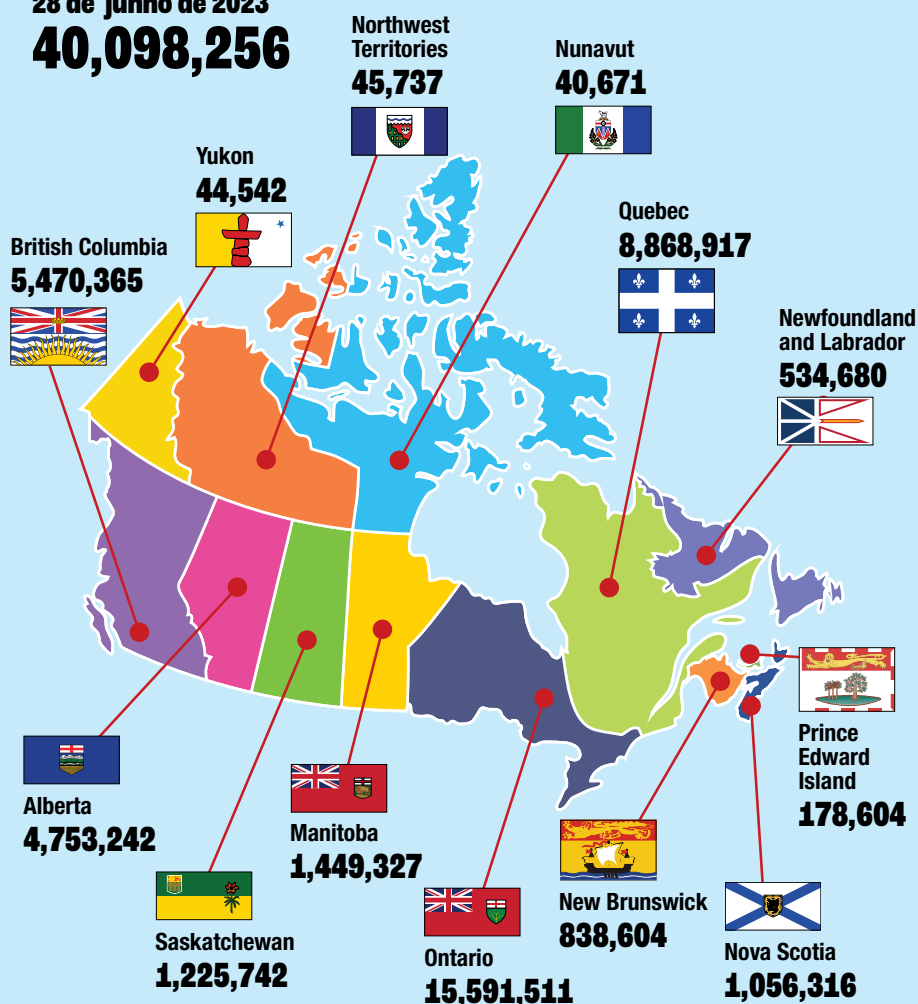 28 de junho de 2023
40,098,256
Northwest
Territories
45,737
Nunavut
40,671
Yukon
44,542
British Columbia
5,470,365
Quebec
8,868,917
Newfoundland
and Labrador
534,680
Prince
Edward
Island
178,604
Alberta
4,753,242
Manitoba
1,449,327
Saskatchewan
1,225,742
Ontario
15,591,511
New Brunswick
838,604
Nova Scotia
1,056,316